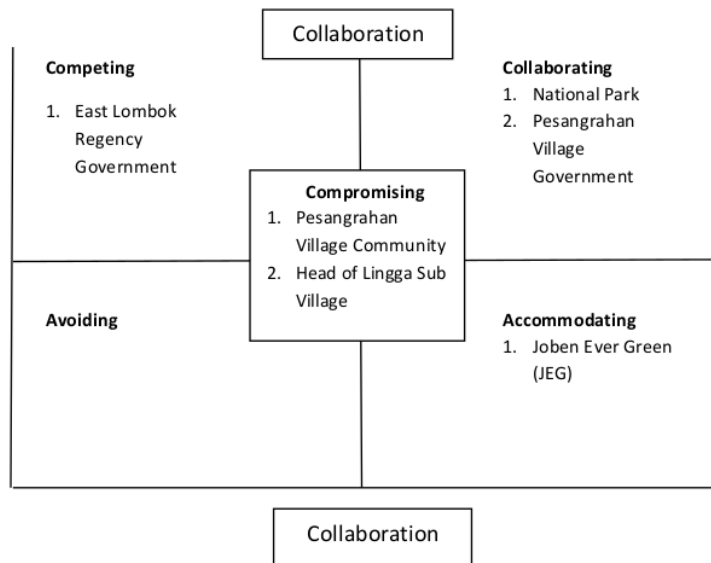 Collaboration
Competing
1. East Lombok
Regency
Government
Collaborating
1. National Park
2. Pesangrahan
Village
Government
Compromising
1. Pesangrahan
Village Community
2. Head of Lingga Sub
Village
Avoiding
Accommodating
1. Joben Ever Green
(JEG)
Collaboration